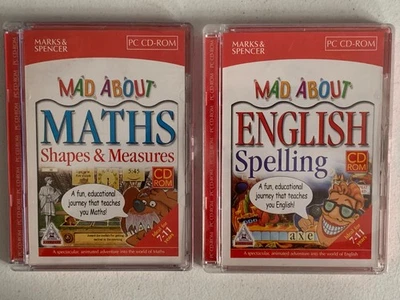 MARKS &
SPENCER
PC CD-ROM
MAD ABOUT
MATHS
Shapes & Measures
CD
ROM
5:45
A fun, educational
journey that teaches
you Maths!
7-11
A spectacular animated adventure into the world of Maths
MARKS &
SPENCER
PC CD-ROM
MAD ABOUT
ENGLISH
Spelling
CD
ROM
A fun, educational
journey that teaches
you English!
axe
7-11
A spectacular animated adventure into the world of English